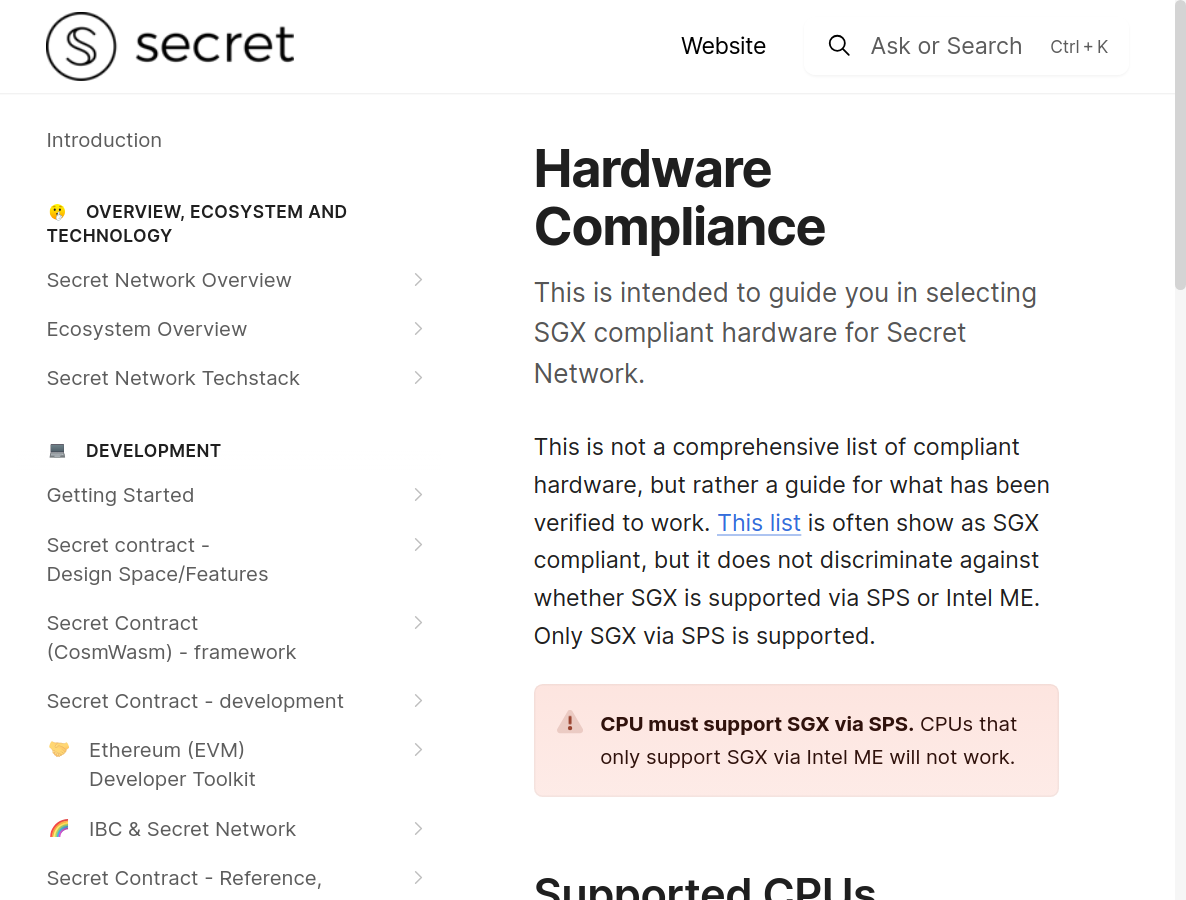 secret
Website
Ask or Search
Ctrl + K
Introduction
OVERVIEW, ECOSYSTEM AND
TECHNOLOGY
Secret Network Overview
Ecosystem Overview
Secret Network Techstack
DEVELOPMENT
Getting Started
Secret contract -
Design Space/Features
Secret Contract
(CosmWasm) - framework
Secret Contract - development
Ethereum (EVM)
Developer Toolkit
IBC & Secret Network
Secret Contract - Reference,
Hardware
Compliance
This is intended to guide you in selecting
SGX compliant hardware for Secret
Network.
This is not a comprehensive list of compliant
hardware, but rather a guide for what has been
verified to work. This list is often show as SGX
compliant, but it does not discriminate against
whether SGX is supported via SPS or Intel ME.
Only SGX via SPS is supported.
CPU must support SGX via SPS. CPUs that
only support SGX via Intel ME will not work.
Supported CPUs